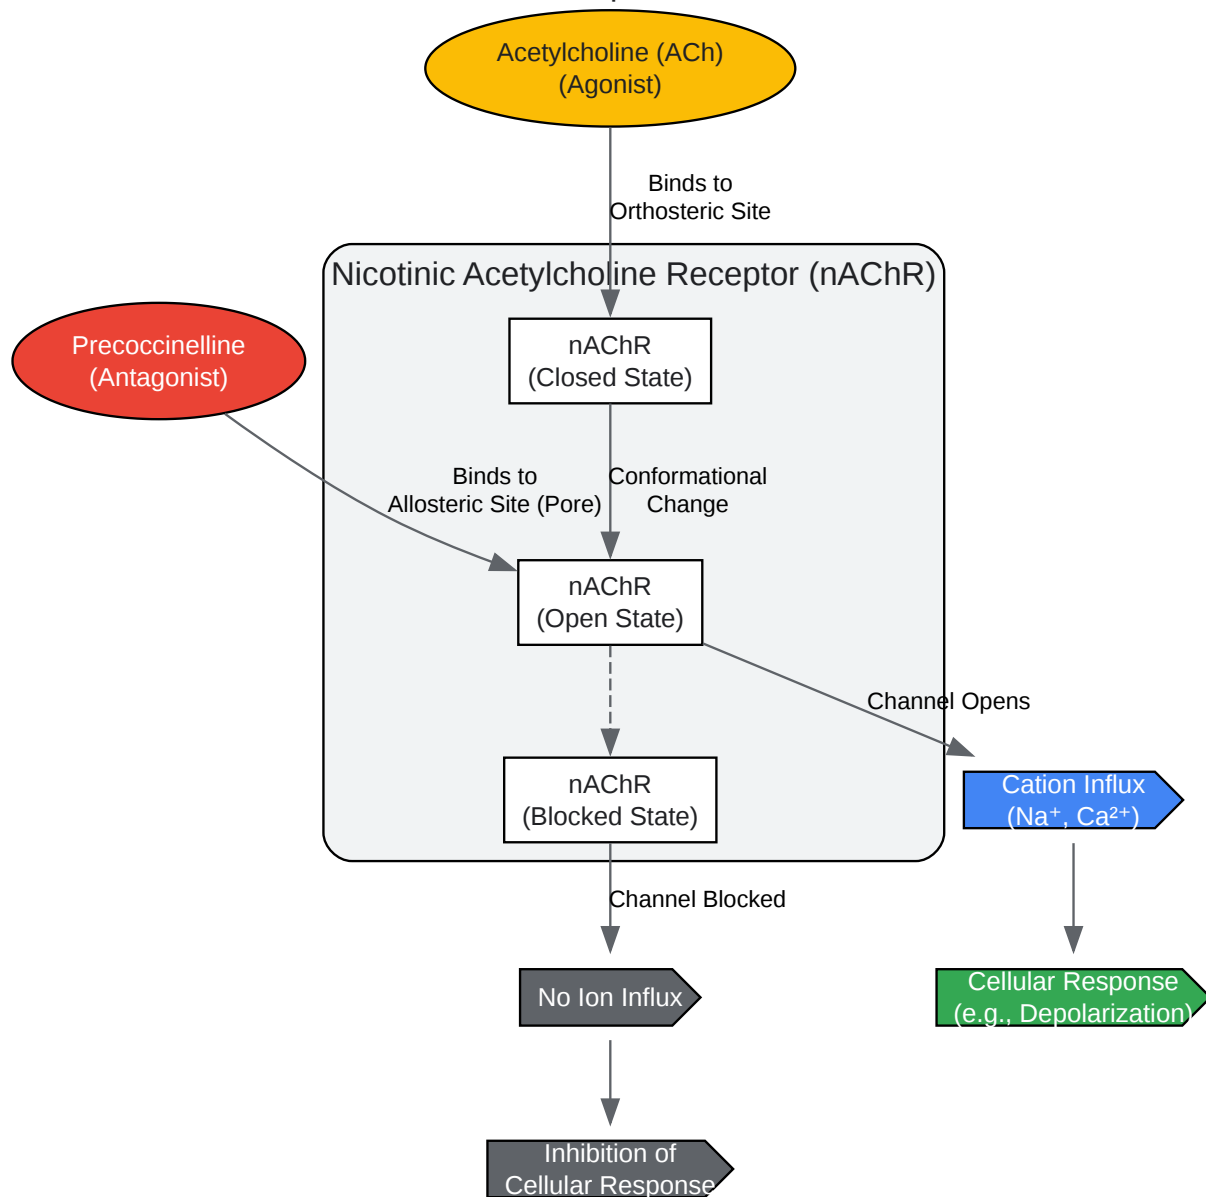 Acetylcholine (ACh)
(Agonist)
Binds to
Orthosteric Site
Nicotinic Acetylcholine Receptor (nAChR)
nAChR
(Closed State)
Precoccinelline
(Antagonist)
Binds to
Allosteric Site (Pore)
Conformational
Change
nAChR
(Open State)
Channel Opens
nAChR
(Blocked State)
Cation Influx
(Na⁺, Ca²⁺)
Channel Blocked
No Ion Influx
Cellular Response
(e.g., Depolarization)
Inhibition of
Cellular Response